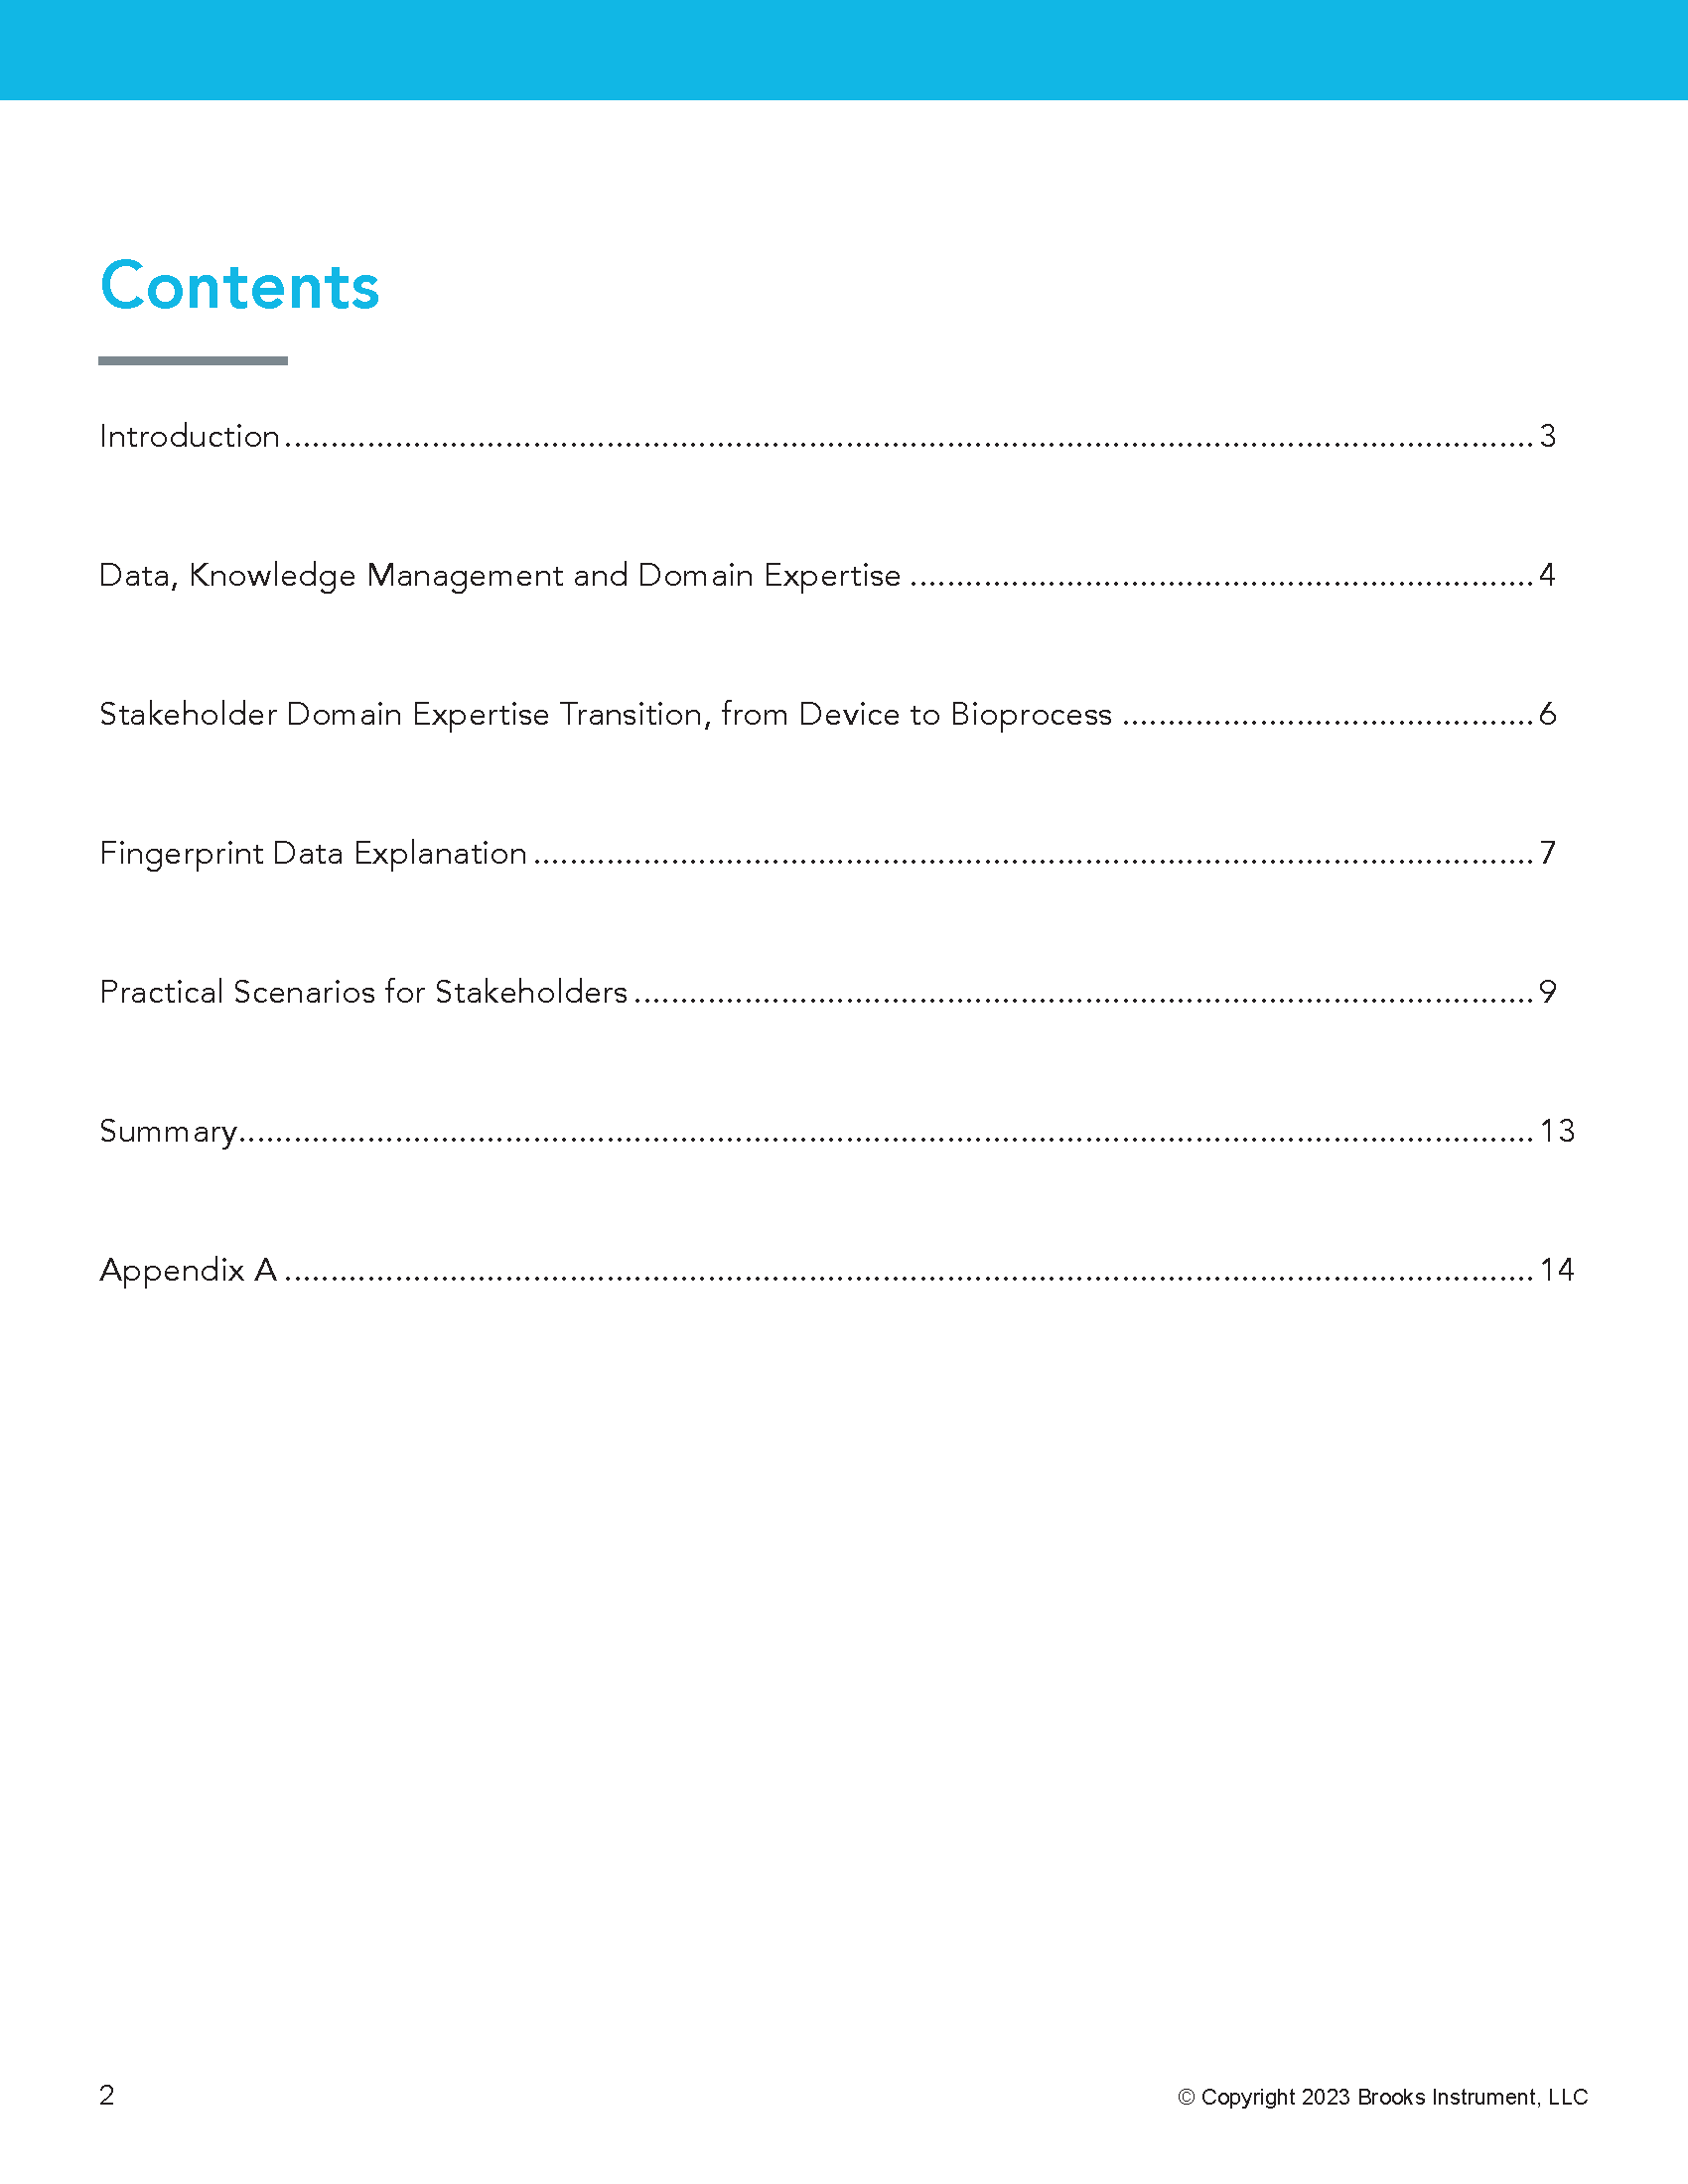 Contents
Introduction........................................................................................................................................ 3
Data, Knowledge Management and Domain Expertise .................................................................... 4
Stakeholder Domain Expertise Transition, from Device to Bioprocess ............................................. 6
Fingerprint Data Explanation............................................................................................................. 7
Practical Scenarios for Stakeholders.................................................................................................. 9
Summary............................................................................................................................................. 13
Appendix A ........................................................................................................................................ 14
2
© Copyright 2023 Brooks Instrument, LLC